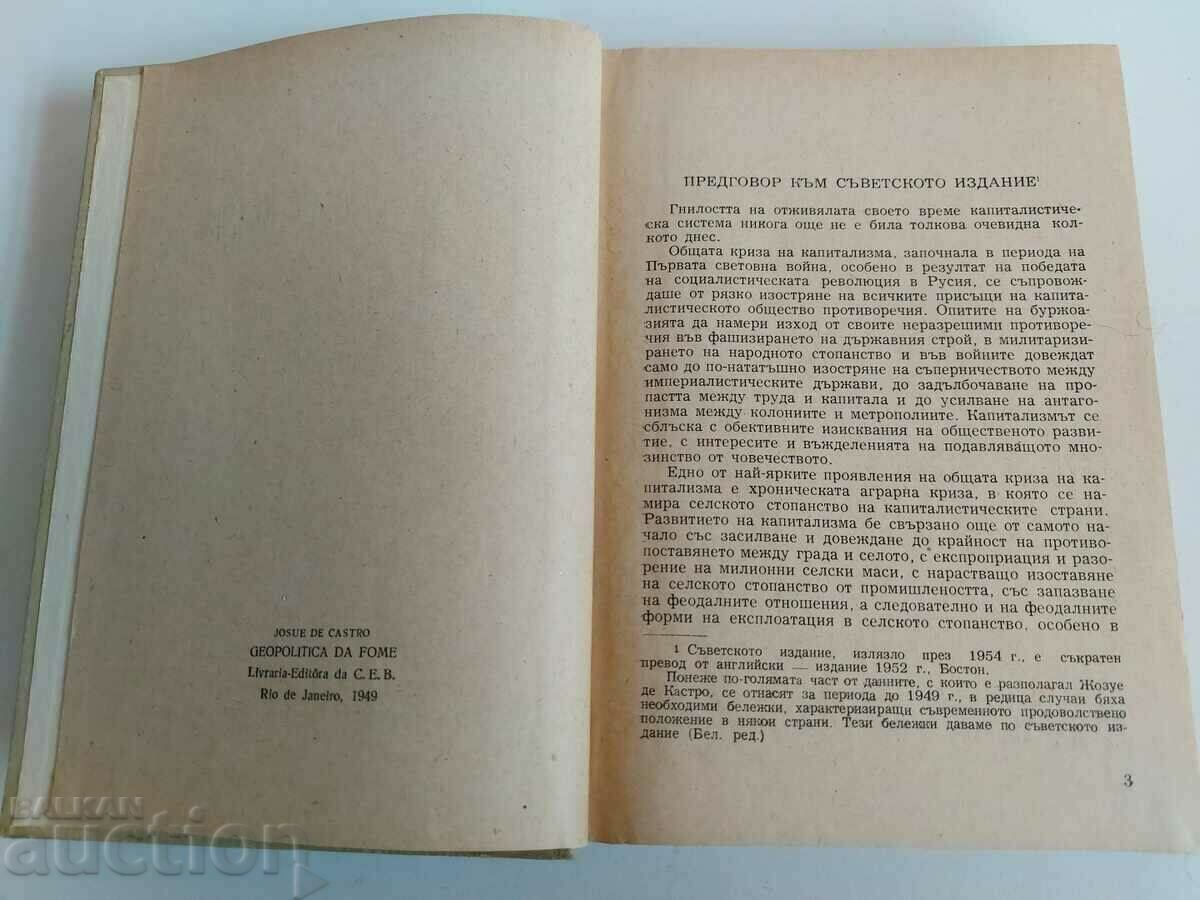 JOSUE DE CASTRO
GEOPOLITICA DA FOME
Livraria-Editôra da C. E. B.
Rio de Janeiro, 1949
ПРЕДГОВОР КЪМ СЪВЕТСКОТО ИЗДАНИЕ¹
Гнилостта на отживялата своето време капиталистиче-
ска система никога още не е била толкова очевидна кол-
кото днес.
Общата криза на капитализма, започнала в периода на
Първата световна война, особено в резултат на победата
на социалистическата революция в Русия, се съпровож-
даше от рязко изостряне на всичките присъщи на капита-
листическото общество противоречия. Опитите на буржоа-
зията да намери изход от своите неразрешими противоре-
чия във фашизирането на държавния строй, в милитаризи-
рането на народното стопанство и във войните довеждат
само до по-нататъшно изостряне на съперничеството между
империалистическите държави, до задълбочаване на про-
пастта между труда и капитала и до усилване на антаго-
низма между колониите и метрополиите. Капитализмът се
сблъска с обективните изисквания на общественото разви-
тие, с интересите и въжделенията на подавляващото мно-
зинство от човечеството.
Едно от най-ярките проявления на общата криза на ка-
питализма е хроническата аграрна криза, в която се на-
мира селското стопанство на капиталистическите страни.
Развитието на капитализма бе свързано още от самото на-
чало със засилване и довеждане до крайност на противо-
поставянето между града и селото, с експроприация и разо-
рение на милионни селски маси, с нарастващо изоставяне
на селското стопанство от промишлеността, със запазване
на феодалните отношения, а следователно и на феодалните
форми на експлоатация в селското стопанство, особено в
1 Съветското издание, излязло през 1954 г., е съкратен
превод от английски — издание 1952 г., Бостон.
Понеже по-голямата част от данните, с които е разполагал Жозуе
де Кастро, се отнасят за периода до 1949 г., в редица случаи бяха
необходими бележки, характеризиращи съвременното продоволствено
положение в някои страни. Тези бележки даваме по съветското из-
дание (Бел. ред.)
3
BALKAN
auction